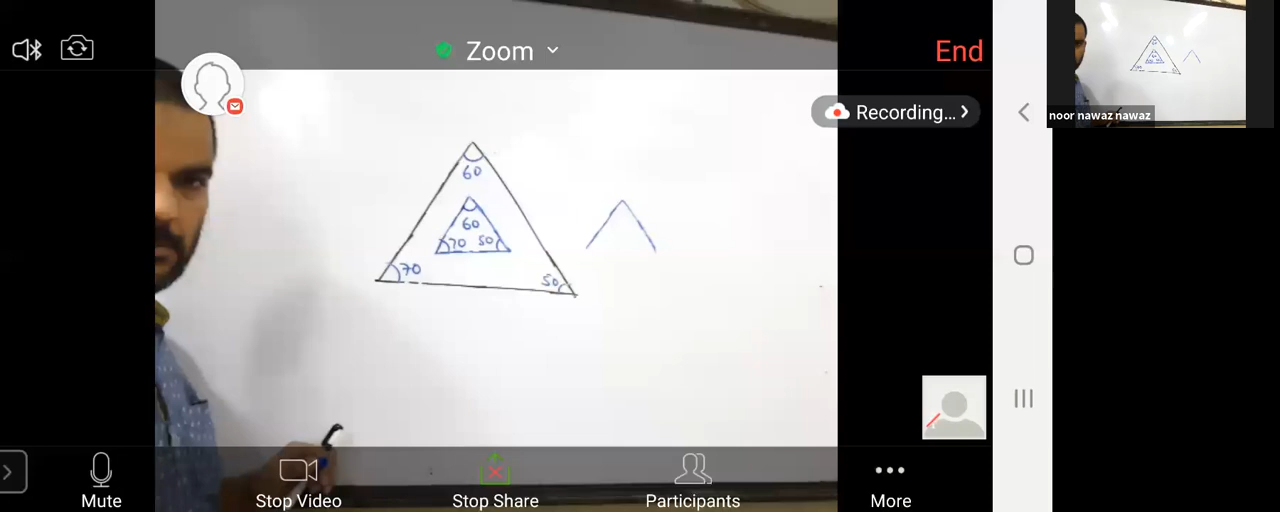 Zoom
End
Recording...
noor nawaz nawaz
60
60
70 50
70
50
Mute
Stop Video
Stop Share
Participants
More